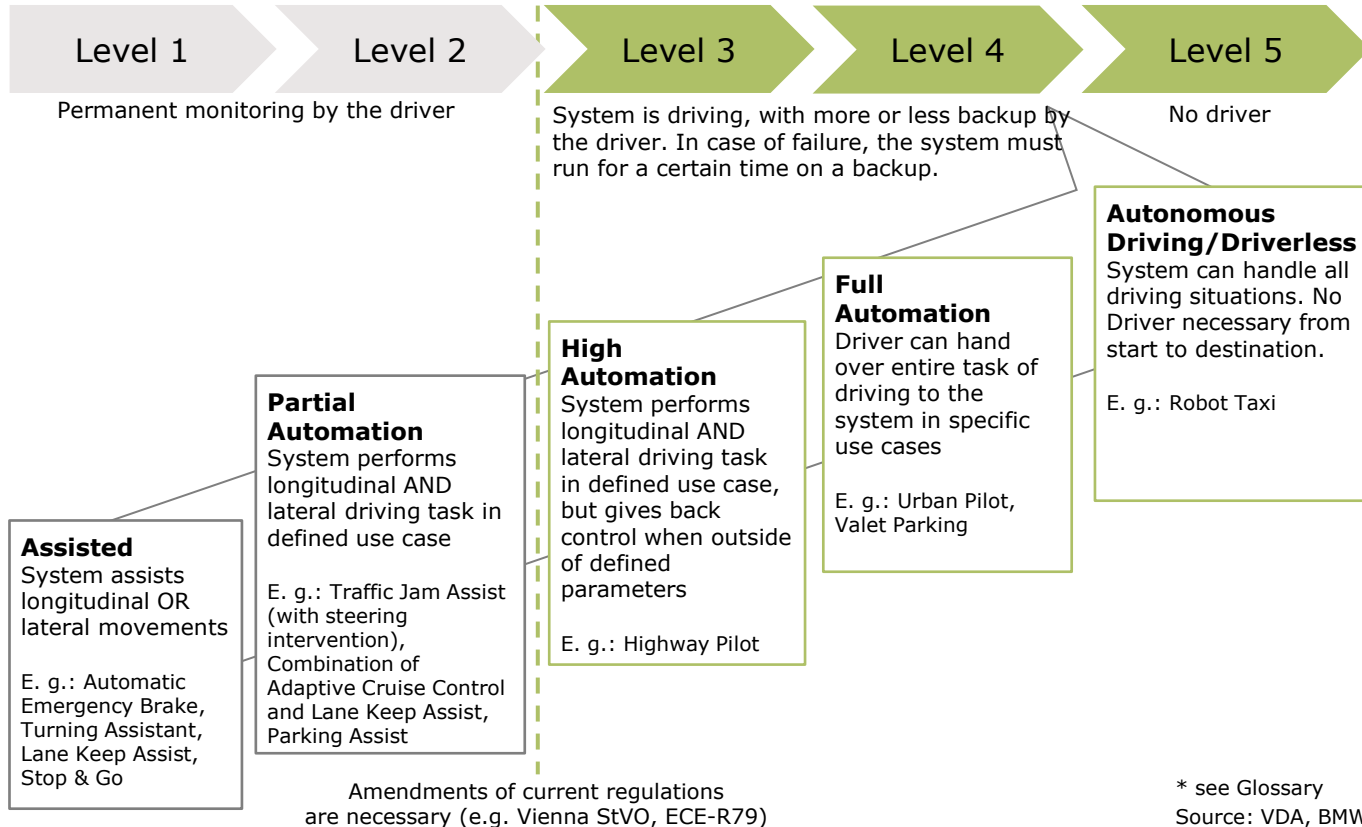 Level 1
Level 2
Level 3
Level 4
Level 5
Permanent monitoring by the driver
System is driving, with more or less backup by
the driver. In case of failure, the system must
run for a certain time on a backup.
No driver
Assisted
System assists
longitudinal OR
lateral movements
E. g.: Automatic
Emergency Brake,
Turning Assistant,
Lane Keep Assist,
Stop & Go
Partial
Automation
System performs
longitudinal AND
lateral driving task in
defined use case
E. g.: Traffic Jam Assist
(with steering
intervention),
Combination of
Adaptive Cruise Control
and Lane Keep Assist,
Parking Assist
High
Automation
System performs
longitudinal AND
lateral driving task
in defined use case,
but gives back
control when outside
of defined
parameters
E. g.: Highway Pilot
Full
Automation
Driver can hand
over entire task of
driving to the
system in specific
use cases
E. g.: Urban Pilot,
Valet Parking
Autonomous
Driving/Driverless
System can handle all
driving situations. No
Driver necessary from
start to destination.
E. g.: Robot Taxi
Amendments of current regulations
are necessary (e.g. Vienna StVO, ECE-R79)
* see Glossary
Source: VDA, BMW